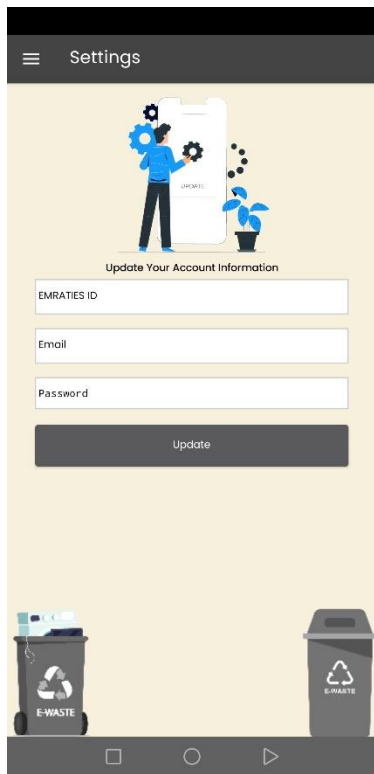 Settings
UPDATE
Update Your Account Information
EMRATIES ID
Email
Password
Update
E-WASTE
E-WASTE